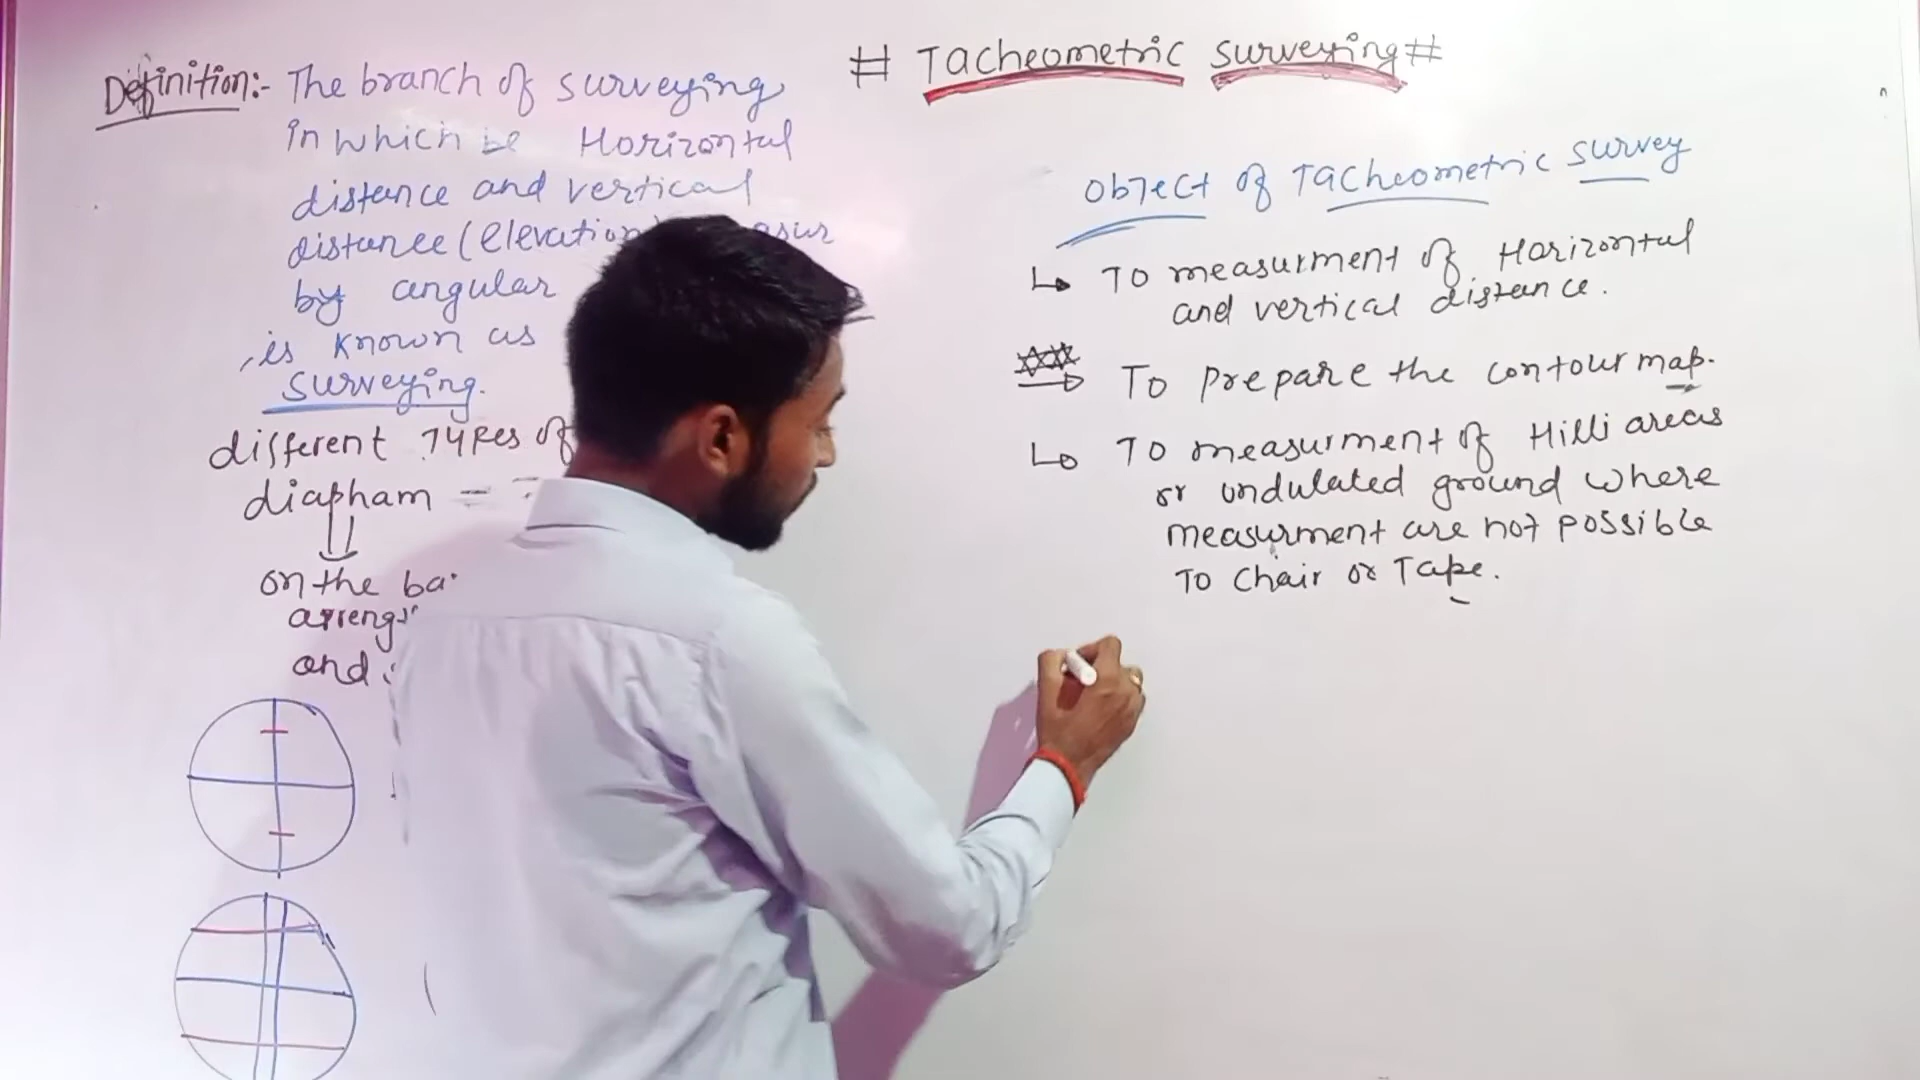 # Tacheometric surveying #
Definition:- The branch of surveying
in which be Horizontal
distance and vertical
distance (elevation)
by angular
is known as
surveying.
different Types of
diapham =
on the
and
Object of Tacheometric survey
To measurment of Horizontal
and vertical distance.
To prepare the contour map.
To measurment of Hilli areas
or undulated ground where
measurment are not possible
To Chair or Tape.